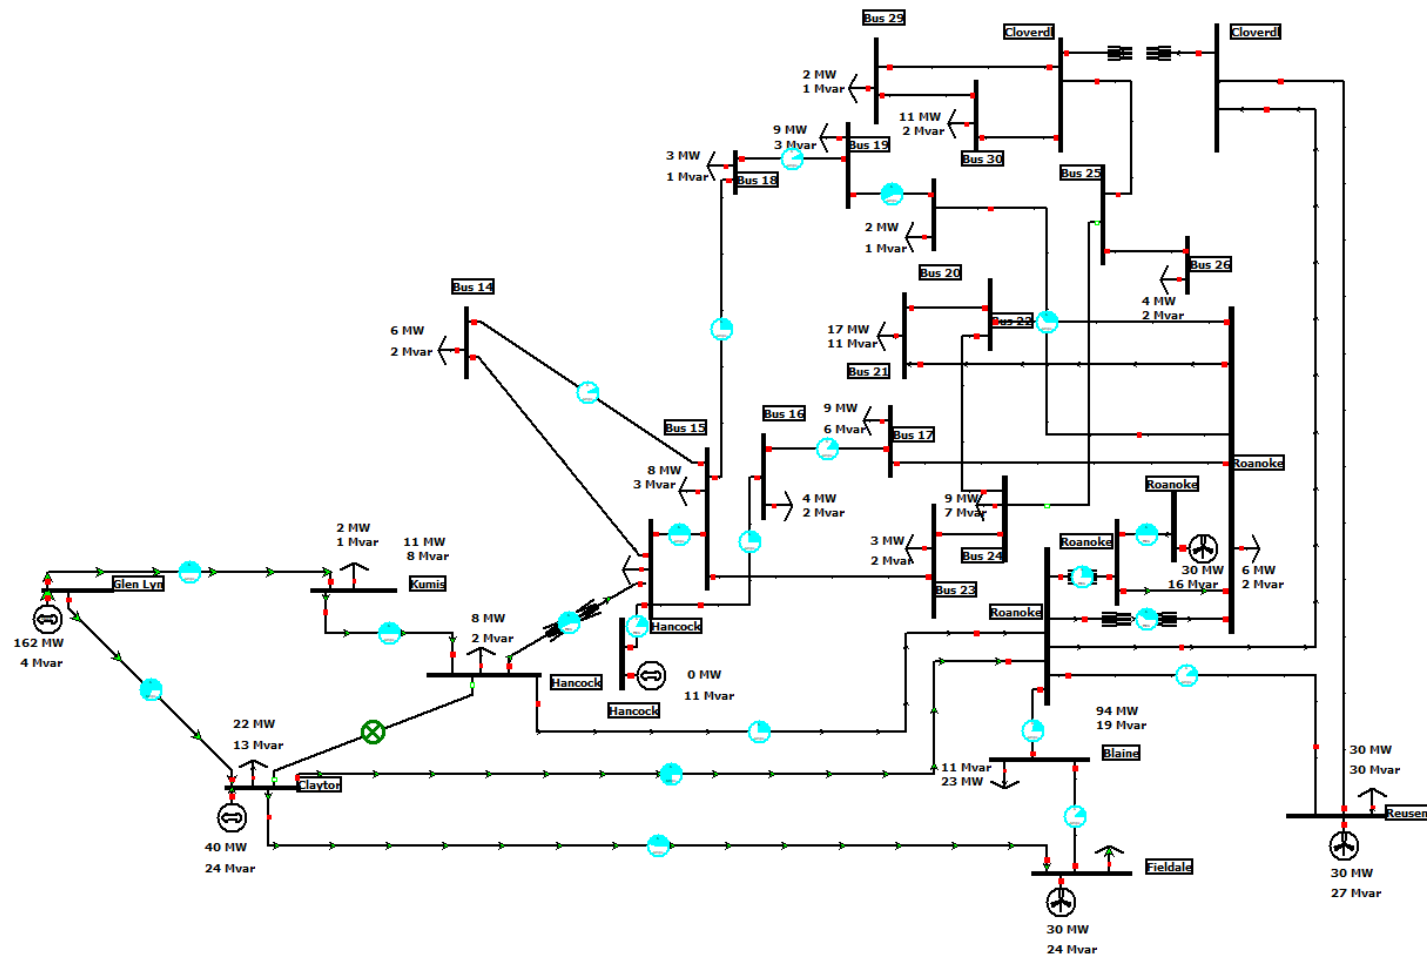 Bus 29
Cloverdl
Cloverdl
2 MW
1 Mvar
11 MW
2 Mvar
9 MW
3 Mvar
Bus 19
Bus 30
3 MW
1 Mvar
Bus 18
Bus 25
2 MW
1 Mvar
Bus 26
Bus 20
Bus 14
4 MW
2 Mvar
Bus 22
6 MW
2 Mvar
17 MW
11 Mvar
Bus 21
Bus 16
9 MW
6 Mvar
Bus 17
Bus 15
Roanoke
8 MW
3 Mvar
Roanoke
4 MW
2 Mvar
9 MW
7 Mvar
2 MW
1 Mvar
11 MW
8 Mvar
3 MW
2 Mvar
Bus 24
Roanoke
30 MW
16 Mvar
6 MW
2 Mvar
Glen Lyn
Kumis
Bus 23
Roanoke
162 MW
4 Mvar
8 MW
2 Mvar
Hancock
Hancock
0 MW
11 Mvar
Hancock
22 MW
13 Mvar
94 MW
19 Mvar
Blaine
11 Mvar
23 MW
30 MW
30 Mvar
Claytor
Reusen
40 MW
24 Mvar
Fieldale
30 MW
27 Mvar
30 MW
24 Mvar